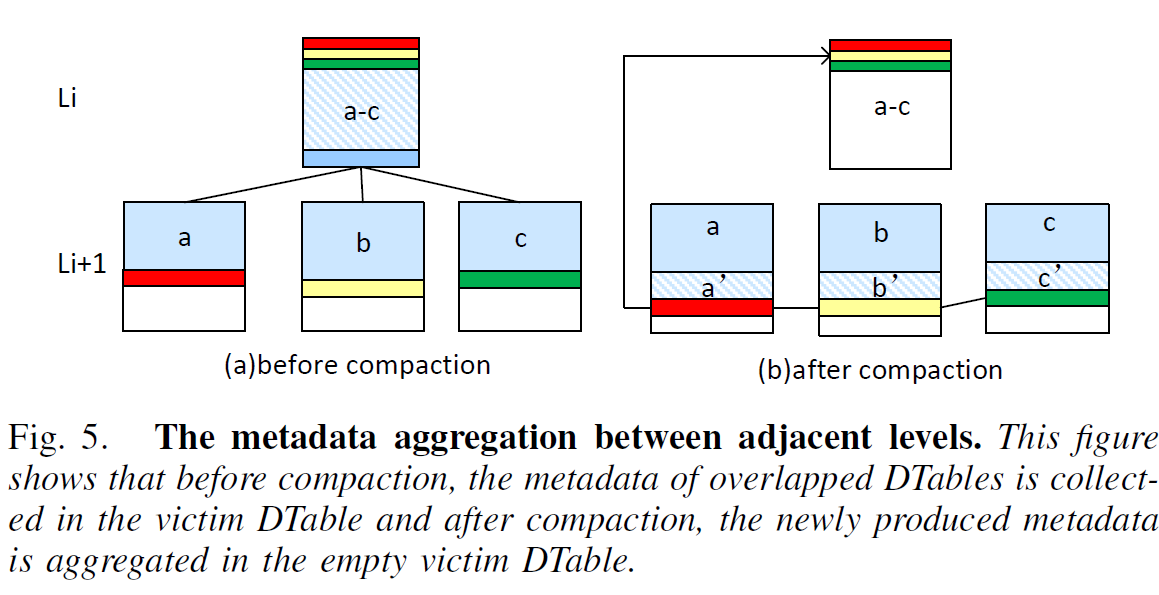 Li
a-c
a-c
a
b
c
a
b
c
Li+1
a’
b’
c’
(a)before compaction
(b)after compaction
Fig. 5. The metadata aggregation between adjacent levels. This figure
shows that before compaction, the metadata of overlapped DTables is collect-
ed in the victim DTable and after compaction, the newly produced metadata
is aggregated in the empty victim DTable.